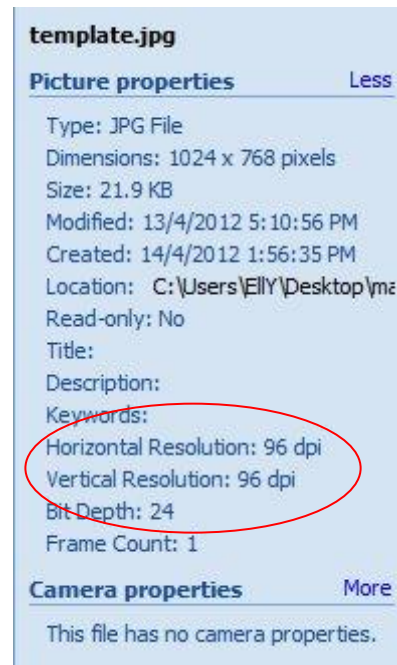 template.jpg
Picture properties Less
Type: JPG File
Dimensions: 1024 x 768 pixels
Size: 21.9 KB
Modified: 13/4/2012 5:10:56 PM
Created: 14/4/2012 1:56:35 PM
Location: C:\Users\EllY\Desktop\ma
Read-only: No
Title:
Description:
Keywords:
Horizontal Resolution: 96 dpi
Vertical Resolution: 96 dpi
Bit Depth: 24
Frame Count: 1
Camera properties More
This file has no camera properties.